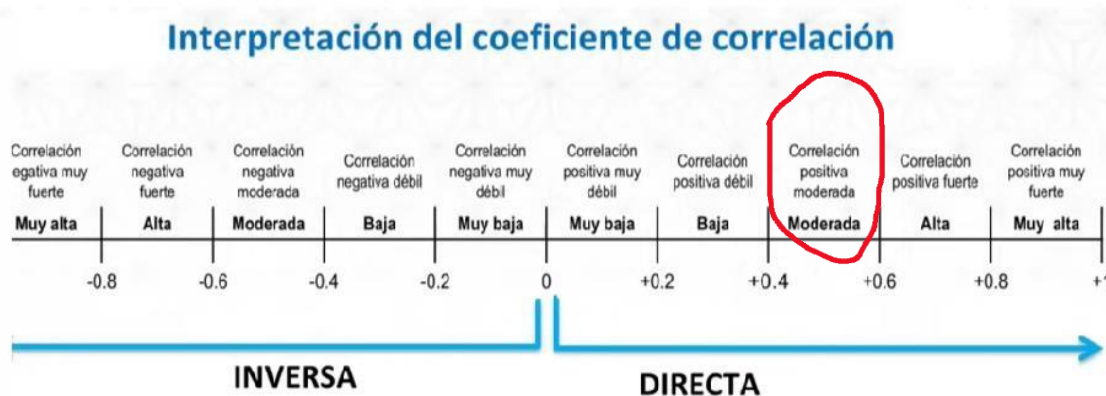 Interpretación del coeficiente de correlación
Correlación
egativa muy
fuerte
Correlación
negativa
fuerte
Correlación
negativa
moderada
Correlación
negativa débil
Correlación
negativa muy
débil
Correlación
positiva muy
débil
Correlación
positiva débil
Correlación
positiva
moderada
Correlación
positiva fuerte
Correlación
positiva muy
fuerte
Muy alta
Alta
Moderada
Baja
Muy baja
Muy baja
Baja
Moderada
Alta
Muy alta
-0.8
-0.6
-0.4
-0.2
0
+0.2
+0.4
+0.6
+0.8
+1
INVERSA
DIRECTA